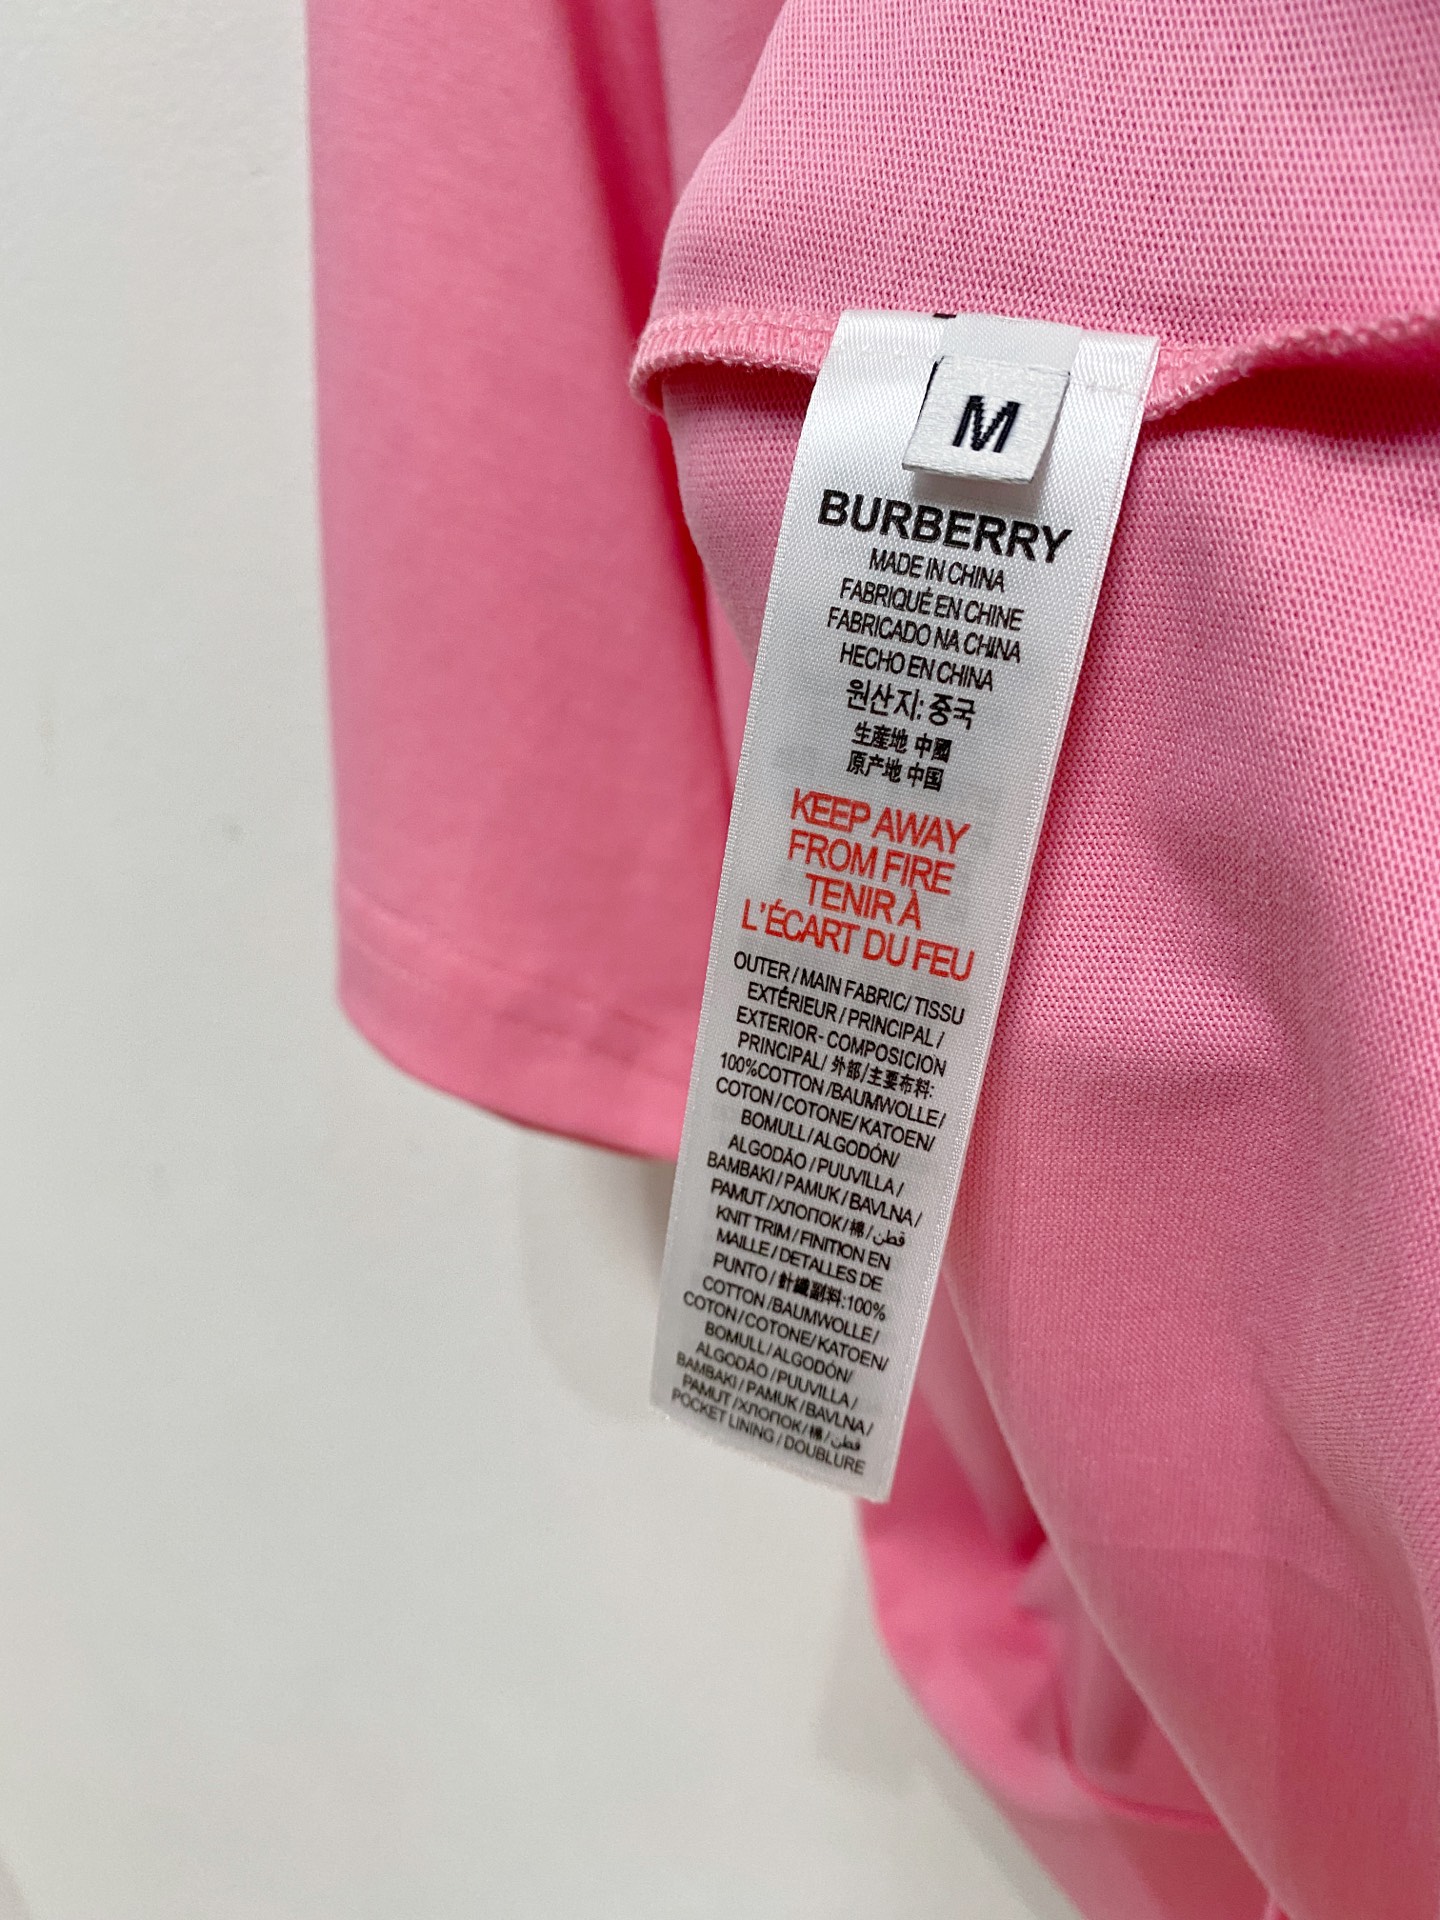 M
BURBERRY
MADE IN CHINA
FABRIQUÉ EN CHINE
FABRICADO NA CHINA
HECHO EN CHINA
원산지: 중국
生産地 中國
原产地 中国
KEEP AWAY
FROM FIRE
TENIR À
L'ÉCART DU FEU
OUTER / MAIN FABRIC/ TISSU
EXTÉRIEUR / PRINCIPAL /
EXTERIOR- COMPOSICION
PRINCIPAL/ 外部/主要布料:
100%COTTON /BAUMWOLLE/
COTON/COTONE/KATOEN/
BOMULL/ALGODÓN/
ALGODÃO / PUUVILLA /
BAMBAKI / PAMUK / BAVLNA /
PAMUT /ХЛОПОК/棉/قطن
KNIT TRIM / FINITION EN
MAILLE / DETALLES DE
PUNTO / 針織副料:100%
COTTON /BAUMWOLLE /
COTON/COTONE/KATOEN/
BOMULL/ALGODÓN/
ALGODÃO / PUUVILLA /
BAMBAKI / PAMUK / BAVLNA /
PAMUT /ХЛОПОК/棉/قطن
POCKET LINING / DOUBLURE